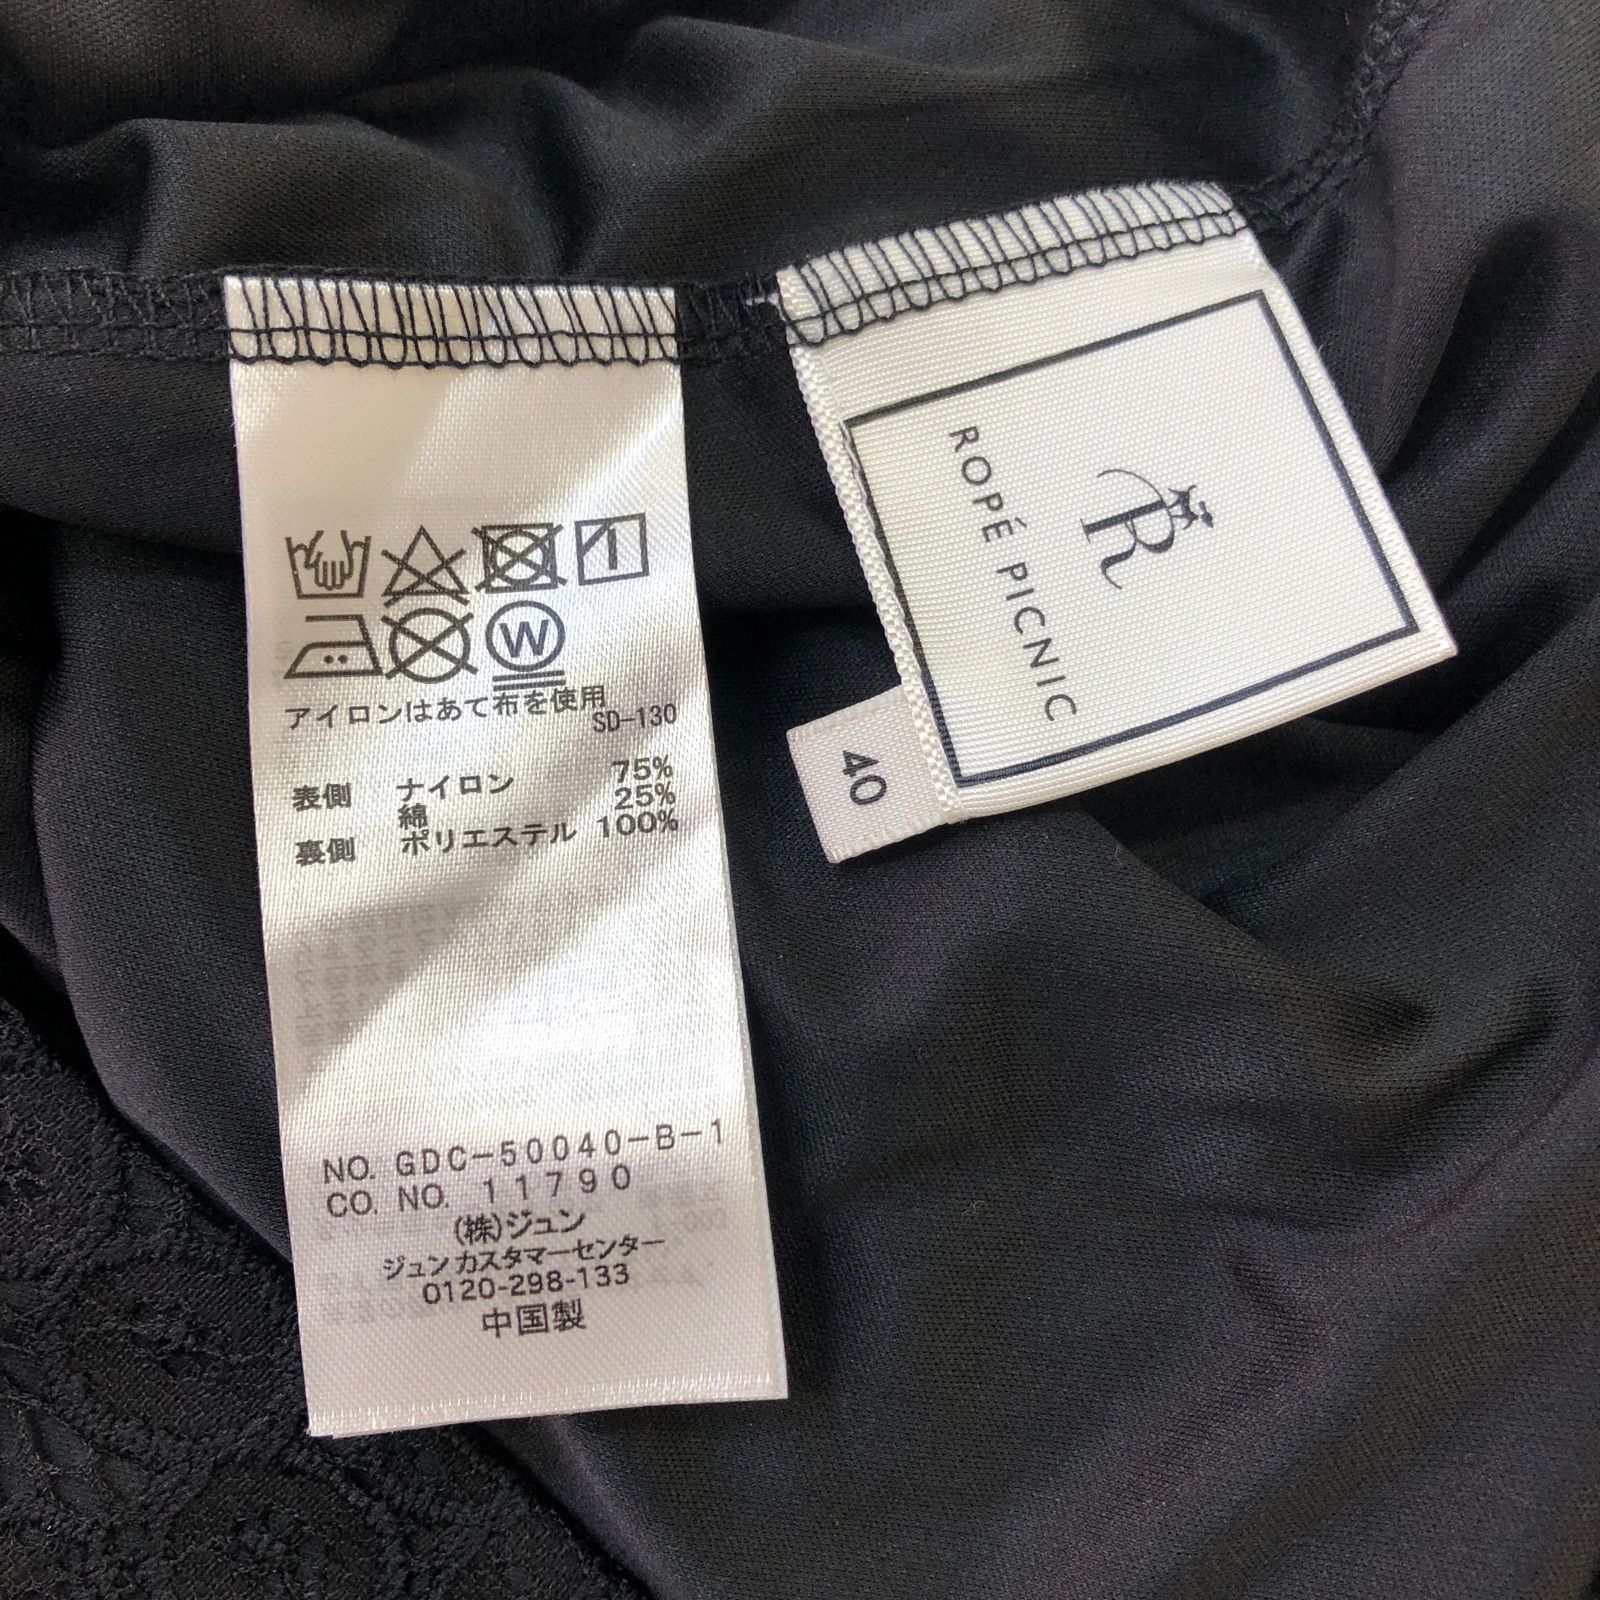 W
アイロンはあて布を使用
SD-130
表側 ナイロン 75%
綿 25%
裏側 ポリエステル 100%
NO. GDC-50040-B-1
CO. NO. 11790
(株)ジュン
ジュンカスタマーセンター
0120-298-133
中国製
R
ROPÉ PICNIC
40